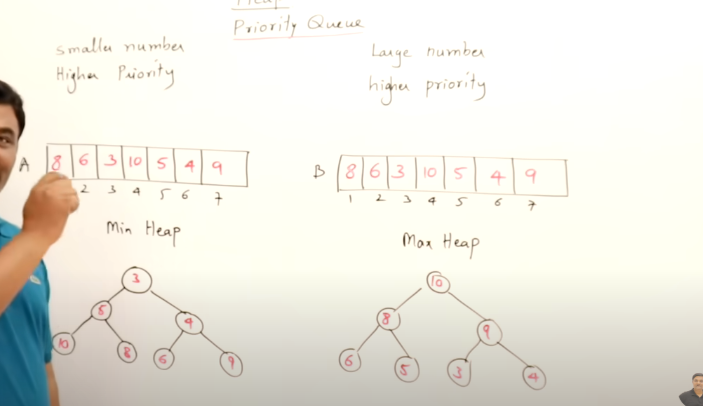 Heap
Priority Queue
Smaller number
Higher Priority
Large number
higher priority
A 8 6 3 10 5 4 9
2 3 4 5 6 7
B 8 6 3 10 5 4 9
1 2 3 4 5 6 7
Min Heap
Max Heap
3
5 4
10 8 6 9
10
8 9
6 5 3 4